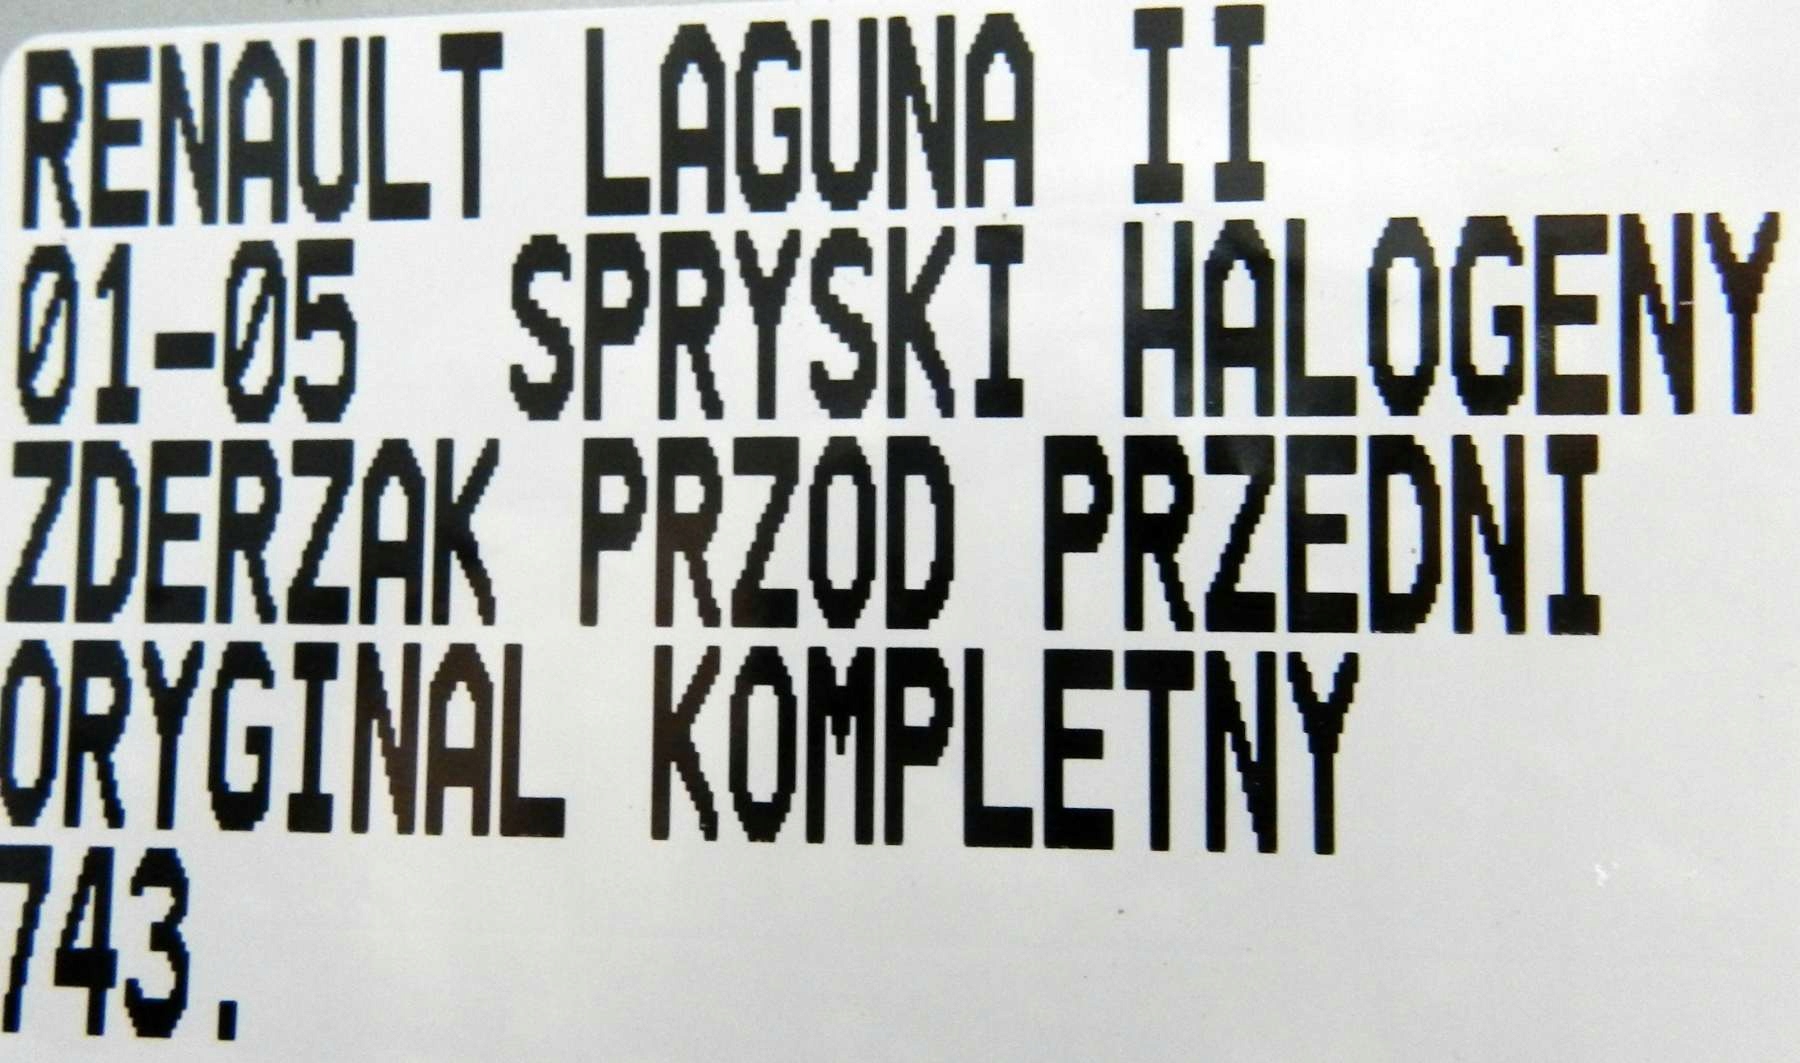 RENAULT LAGUNA II
01-05 SPRYSKI HALOGENY
ZDERZAK PRZOD PRZEDNI
ORYGINAL KOMPLETNY
743.